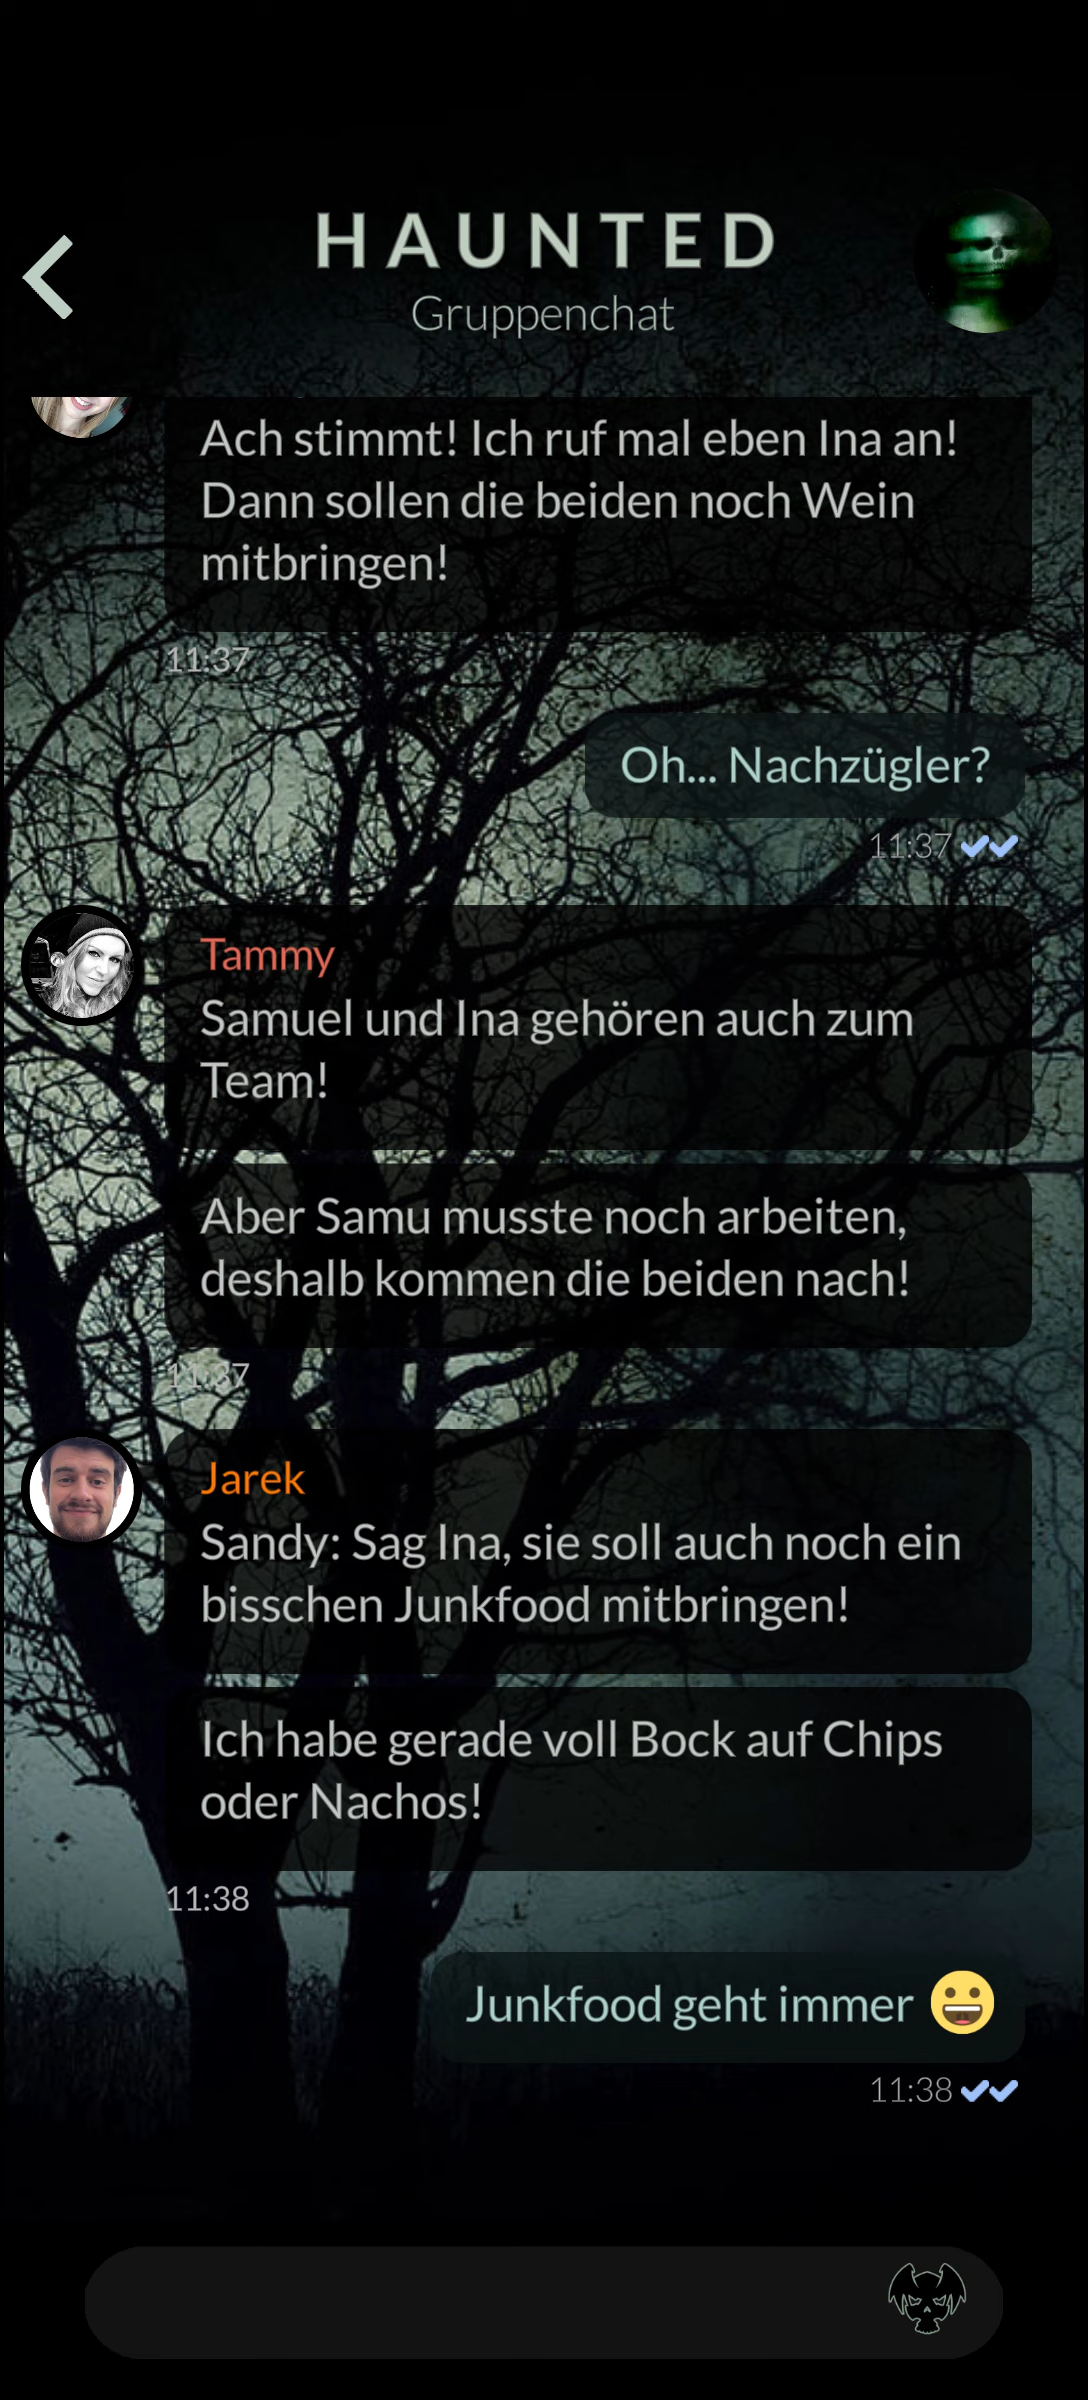 HAUNTED
Gruppenchat
Ach stimmt! Ich ruf mal eben Ina an!
Dann sollen die beiden noch Wein
mitbringen!
11:37
Oh... Nachzügler?
11:37
Tammy
Samuel und Ina gehören auch zum
Team!
Aber Samu musste noch arbeiten,
deshalb kommen die beiden nach!
11:37
Jarek
Sandy: Sag Ina, sie soll auch noch ein
bisschen Junkfood mitbringen!
Ich habe gerade voll Bock auf Chips
oder Nachos!
11:38
Junkfood geht immer 😀
11:38